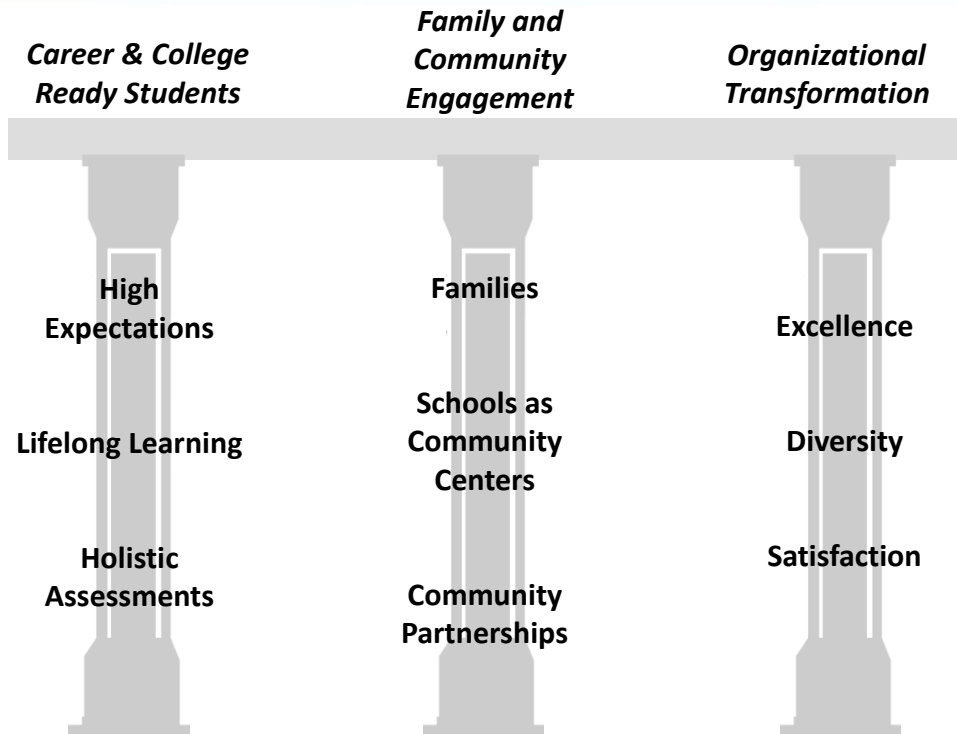 Career & College
Ready Students
Family and
Community
Engagement
Organizational
Transformation
High
Expectations
Lifelong Learning
Holistic
Assessments
Families
Schools as
Community
Centers
Community
Partnerships
Excellence
Diversity
Satisfaction